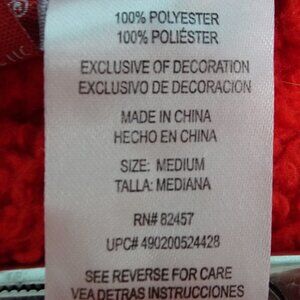 100% POLYESTER
100% POLIÉSTER
EXCLUSIVE OF DECORATION
EXCLUSIVO DE DECORACION
MADE IN CHINA
HECHO EN CHINA
SIZE: MEDIUM
TALLA: MEDIANA
RN# 82457
UPC# 490200524428
SEE REVERSE FOR CARE
VEA DETRAS INSTRUCCIONES